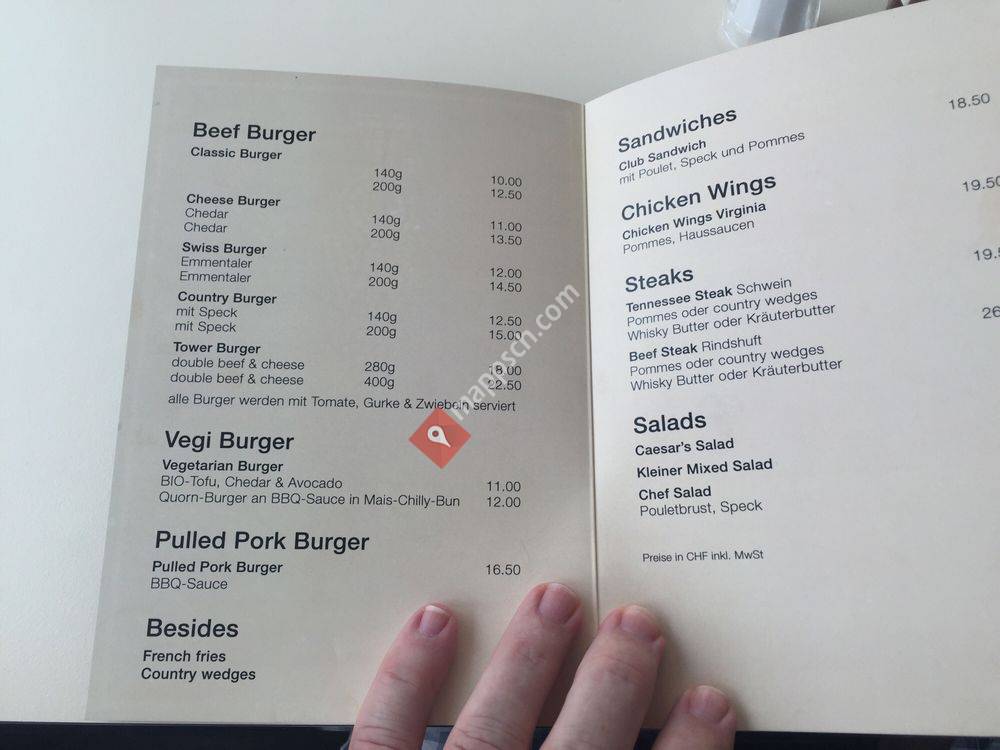 Beef Burger
Classic Burger
140g 10.00
200g 12.50
Cheese Burger
Chedar 140g 11.00
Chedar 200g 13.50
Swiss Burger
Emmentaler 140g 12.00
Emmentaler 200g 14.50
Country Burger
mit Speck 140g 12.50
mit Speck 200g 15.00
Tower Burger
double beef & cheese 280g 18.00
double beef & cheese 400g 22.50
alle Burger werden mit Tomate, Gurke & Zwiebeln serviert
Vegi Burger
Vegetarian Burger
BIO-Tofu, Chedar & Avocado 11.00
Quorn-Burger an BBQ-Sauce in Mais-Chilly-Bun 12.00
Pulled Pork Burger
Pulled Pork Burger 16.50
BBQ-Sauce
Besides
French fries
Country wedges
Sandwiches
Club Sandwich 18.50
mit Poulet, Speck und Pommes
Chicken Wings
Chicken Wings Virginia 19.50
Pommes, Haussaucen
Steaks
Tennessee Steak Schwein 19.5
Pommes oder country wedges
Whisky Butter oder Kräuterbutter
Beef Steak Rindshuft 26
Pommes oder country wedges
Whisky Butter oder Kräuterbutter
Salads
Caesar's Salad
Kleiner Mixed Salad
Chef Salad
Pouletbrust, Speck
Preise in CHF inkl. MwSt
mappsch.com